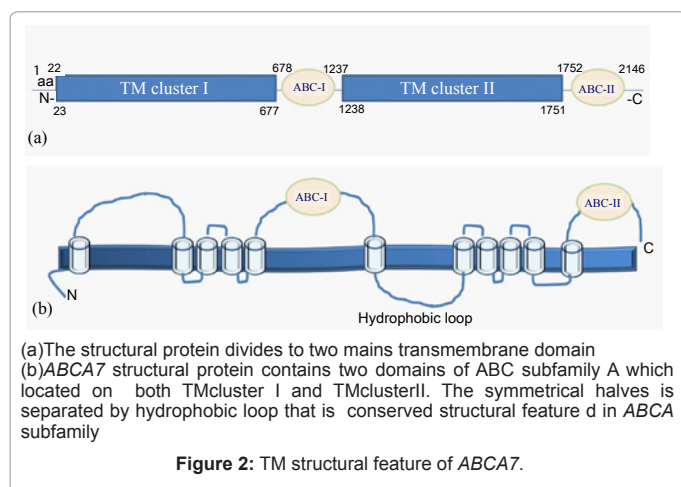 1 22 678 1237 1752 2146
aa
N- TM cluster I ABC-I TM cluster II ABC-II -C
23 677 1238 1751
(a)
ABC-I ABC-II
C
N
(b)
Hydrophobic loop
(a)The structural protein divides to two mains transmembrane domain
(b)ABCA7 structural protein contains two domains of ABC subfamily A which
located on both TMcluster I and TMclusterII. The symmetrical halves is
separated by hydrophobic loop that is conserved structural feature d in ABCA
subfamily
Figure 2: TM structural feature of ABCA7.